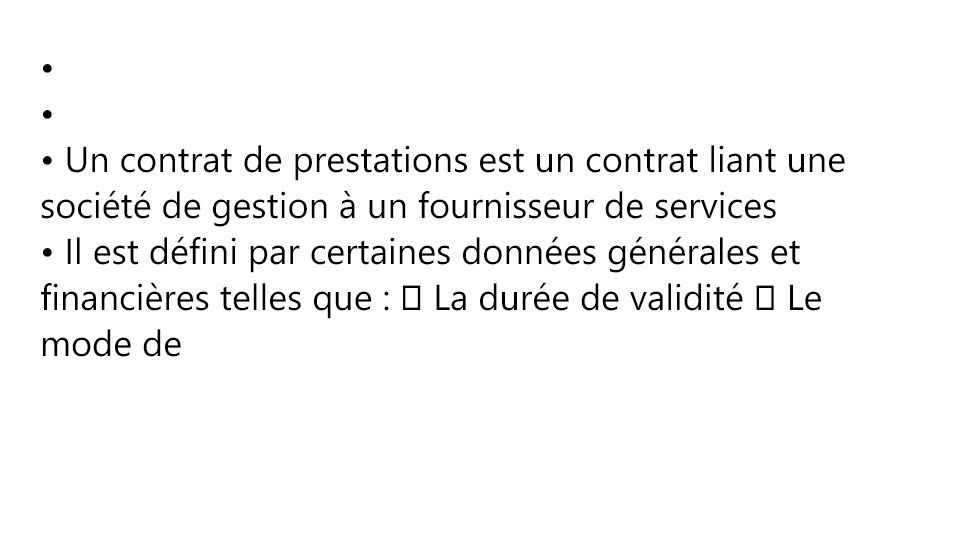 •
•
• Un contrat de prestations est un contrat liant une
société de gestion à un fournisseur de services
• Il est défini par certaines données générales et
financières telles que :  La durée de validité  Le
mode de